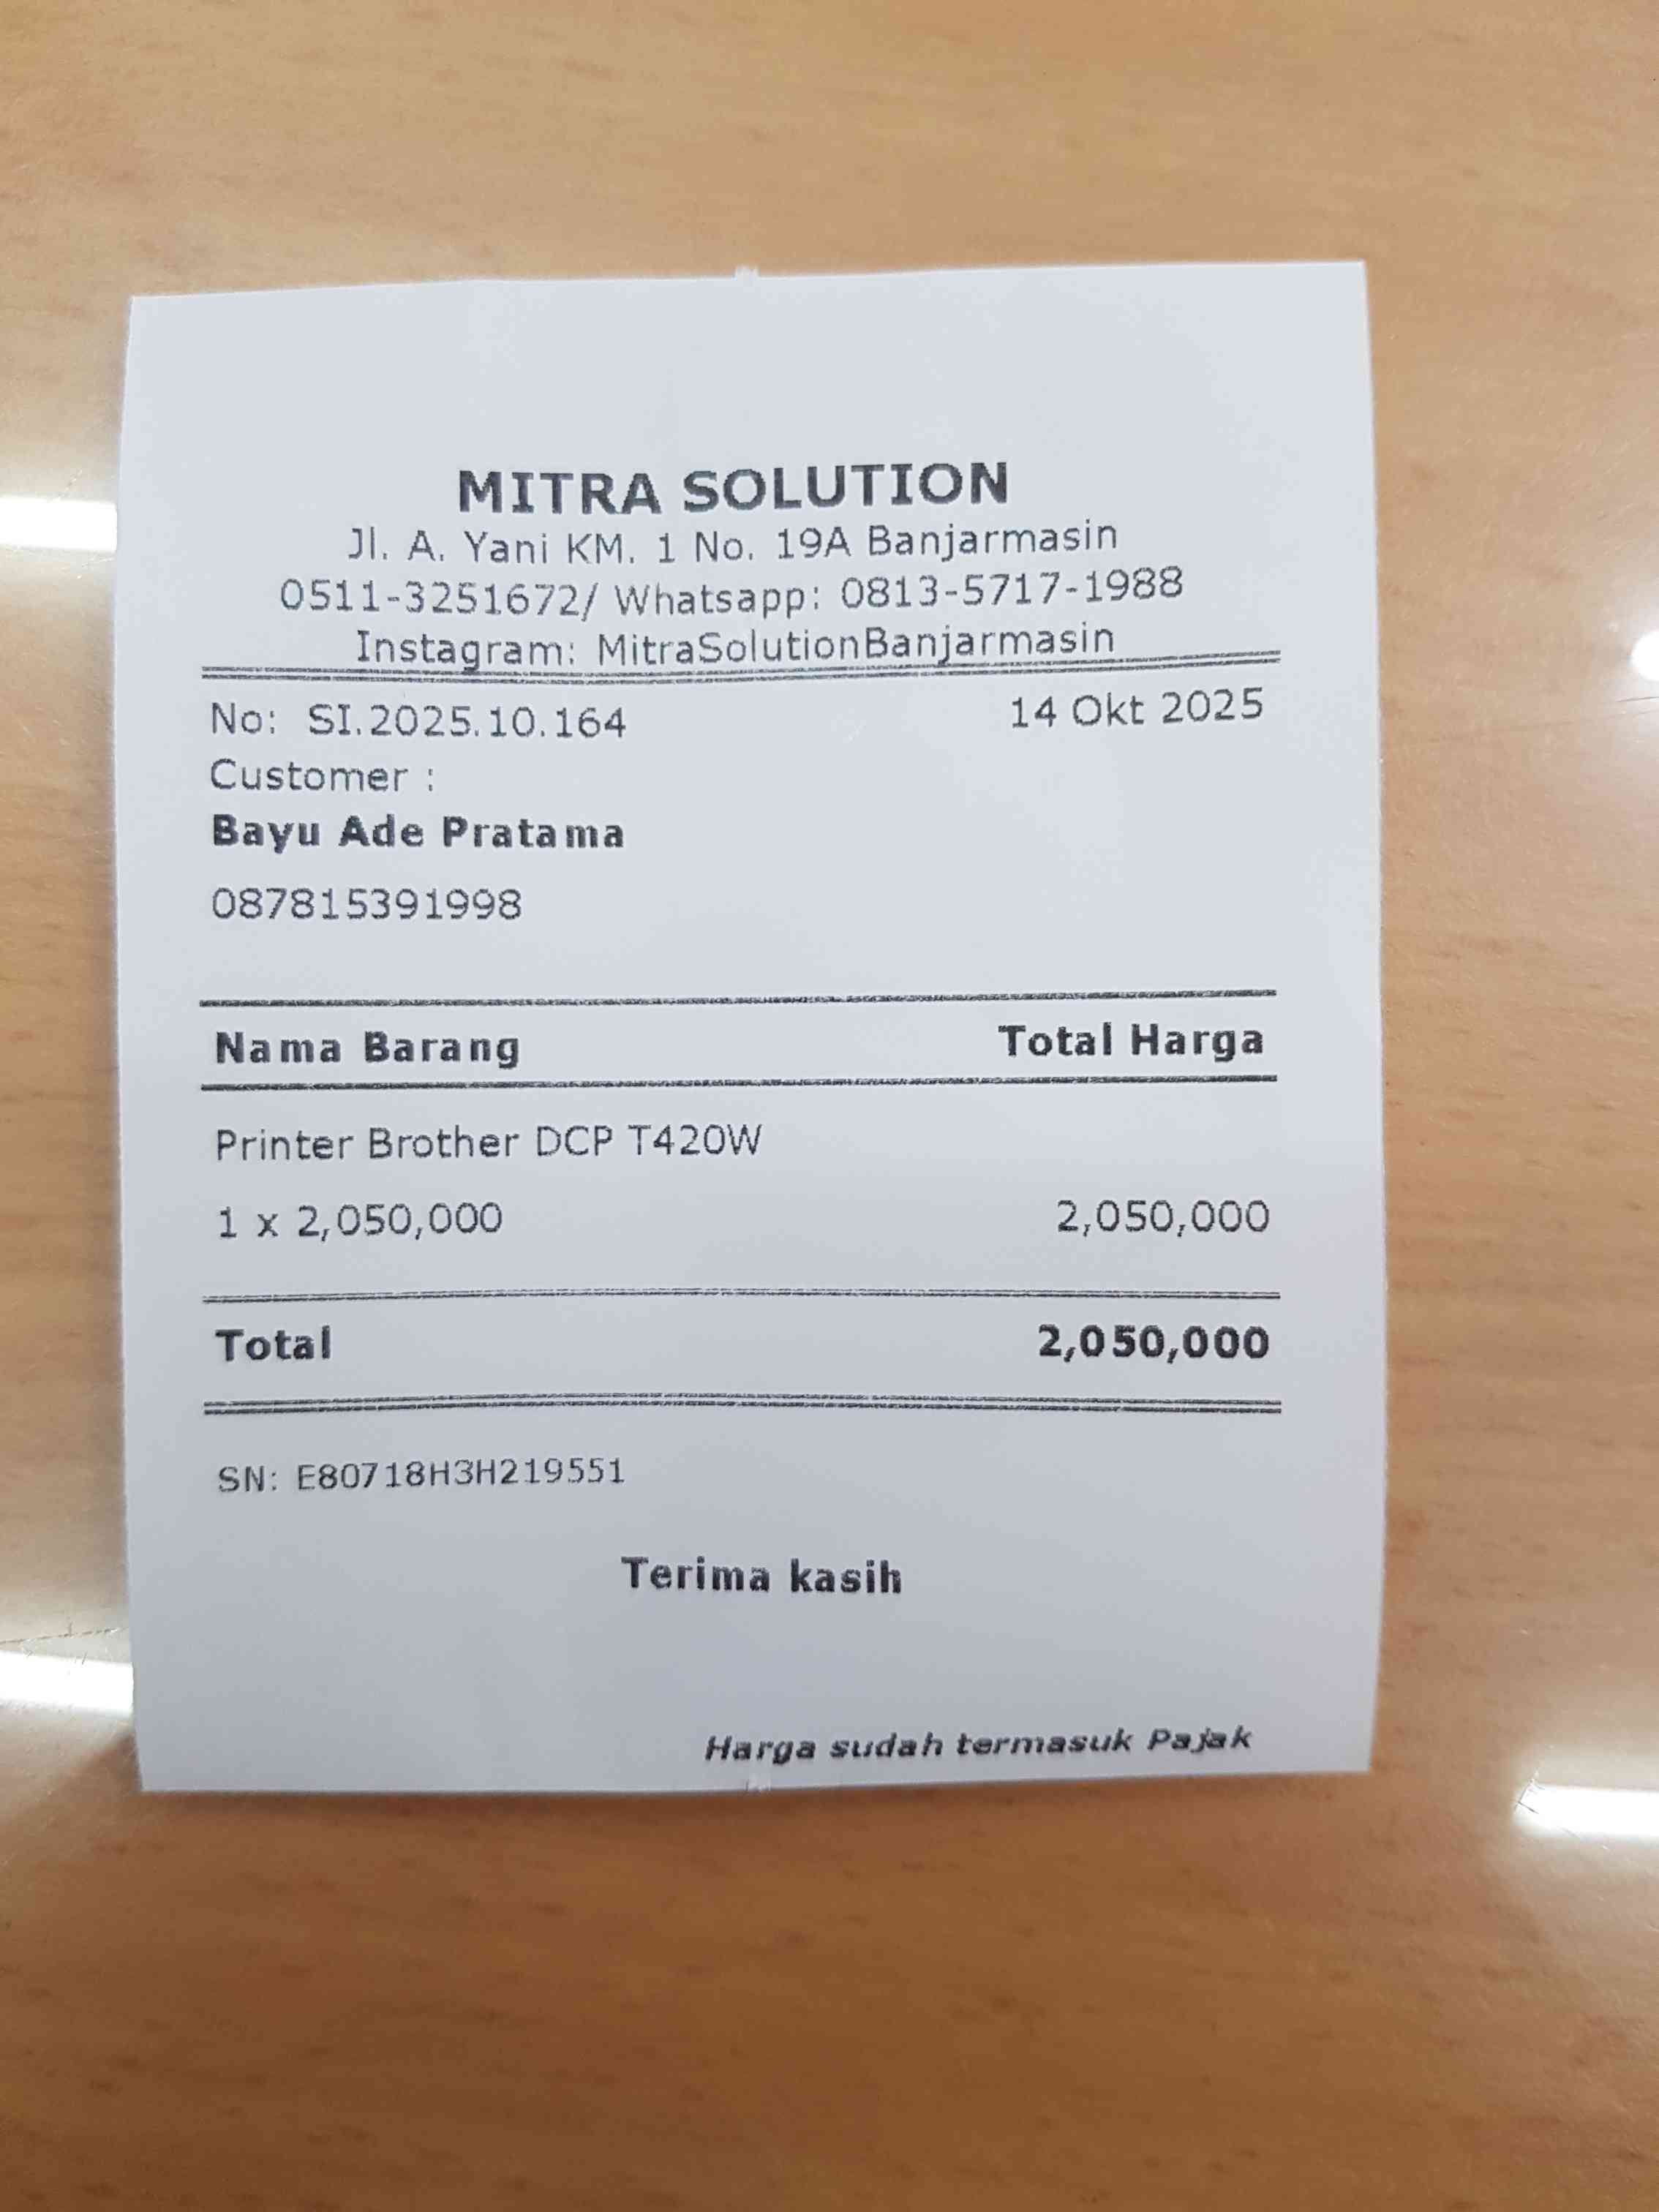 MITRA SOLUTION
Jl. A. Yani KM. 1 No. 19A Banjarmasin
0511-3251672/ Whatsapp: 0813-5717-1988
Instagram: MitraSolutionBanjarmasin
No: SI.2025.10.164 14 Okt 2025
Customer :
Bayu Ade Pratama
087815391998
Nama Barang Total Harga
Printer Brother DCP T420W
1 x 2,050,000 2,050,000
Total 2,050,000
SN: E80718H3H219551
Terima kasih
Harga sudah termasuk Pajak